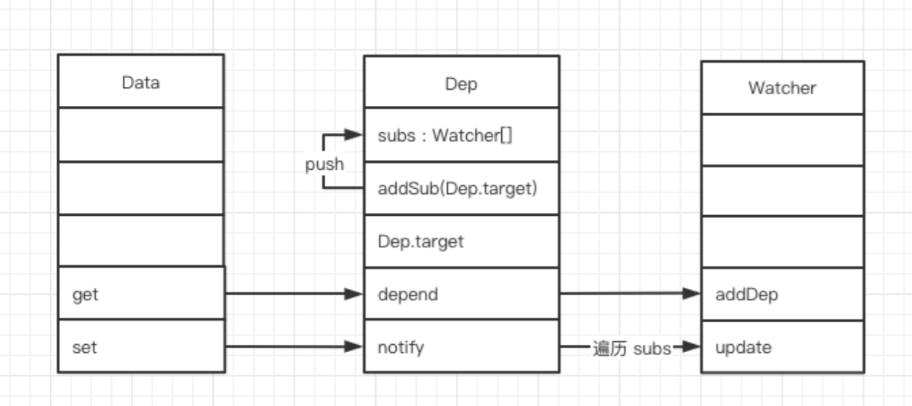 Data
Dep
Watcher
subs : Watcher[]
push
addSub(Dep.target)
Dep.target
get
depend
addDep
set
notify
遍历 subs
update